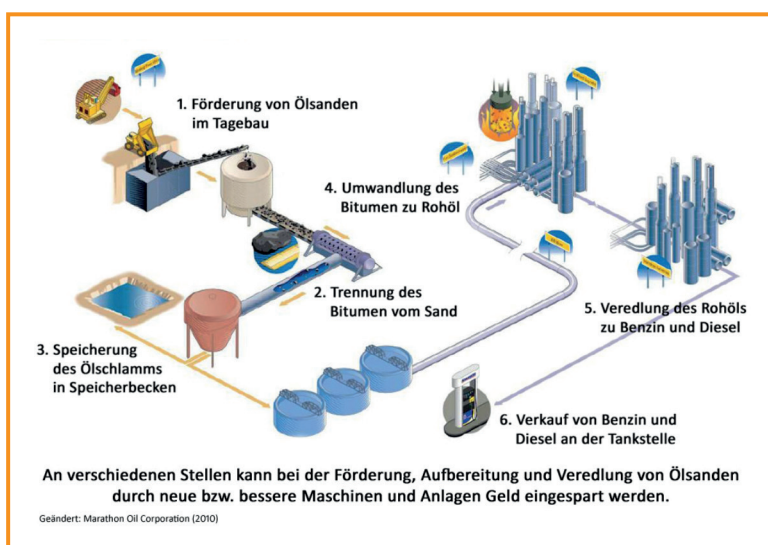 1. Förderung von Ölsanden
im Tagebau
4. Umwandlung des
Bitumen zu Rohöl
2. Trennung des
Bitumen vom Sand
5. Veredlung des Rohöls
zu Benzin und Diesel
3. Speicherung
des Ölschlamms
in Speicherbecken
6. Verkauf von Benzin und
Diesel an der Tankstelle
An verschiedenen Stellen kann bei der Förderung, Aufbereitung und Veredlung von Ölsanden
durch neue bzw. bessere Maschinen und Anlagen Geld eingespart werden.
Geändert: Marathon Oil Corporation (2010)